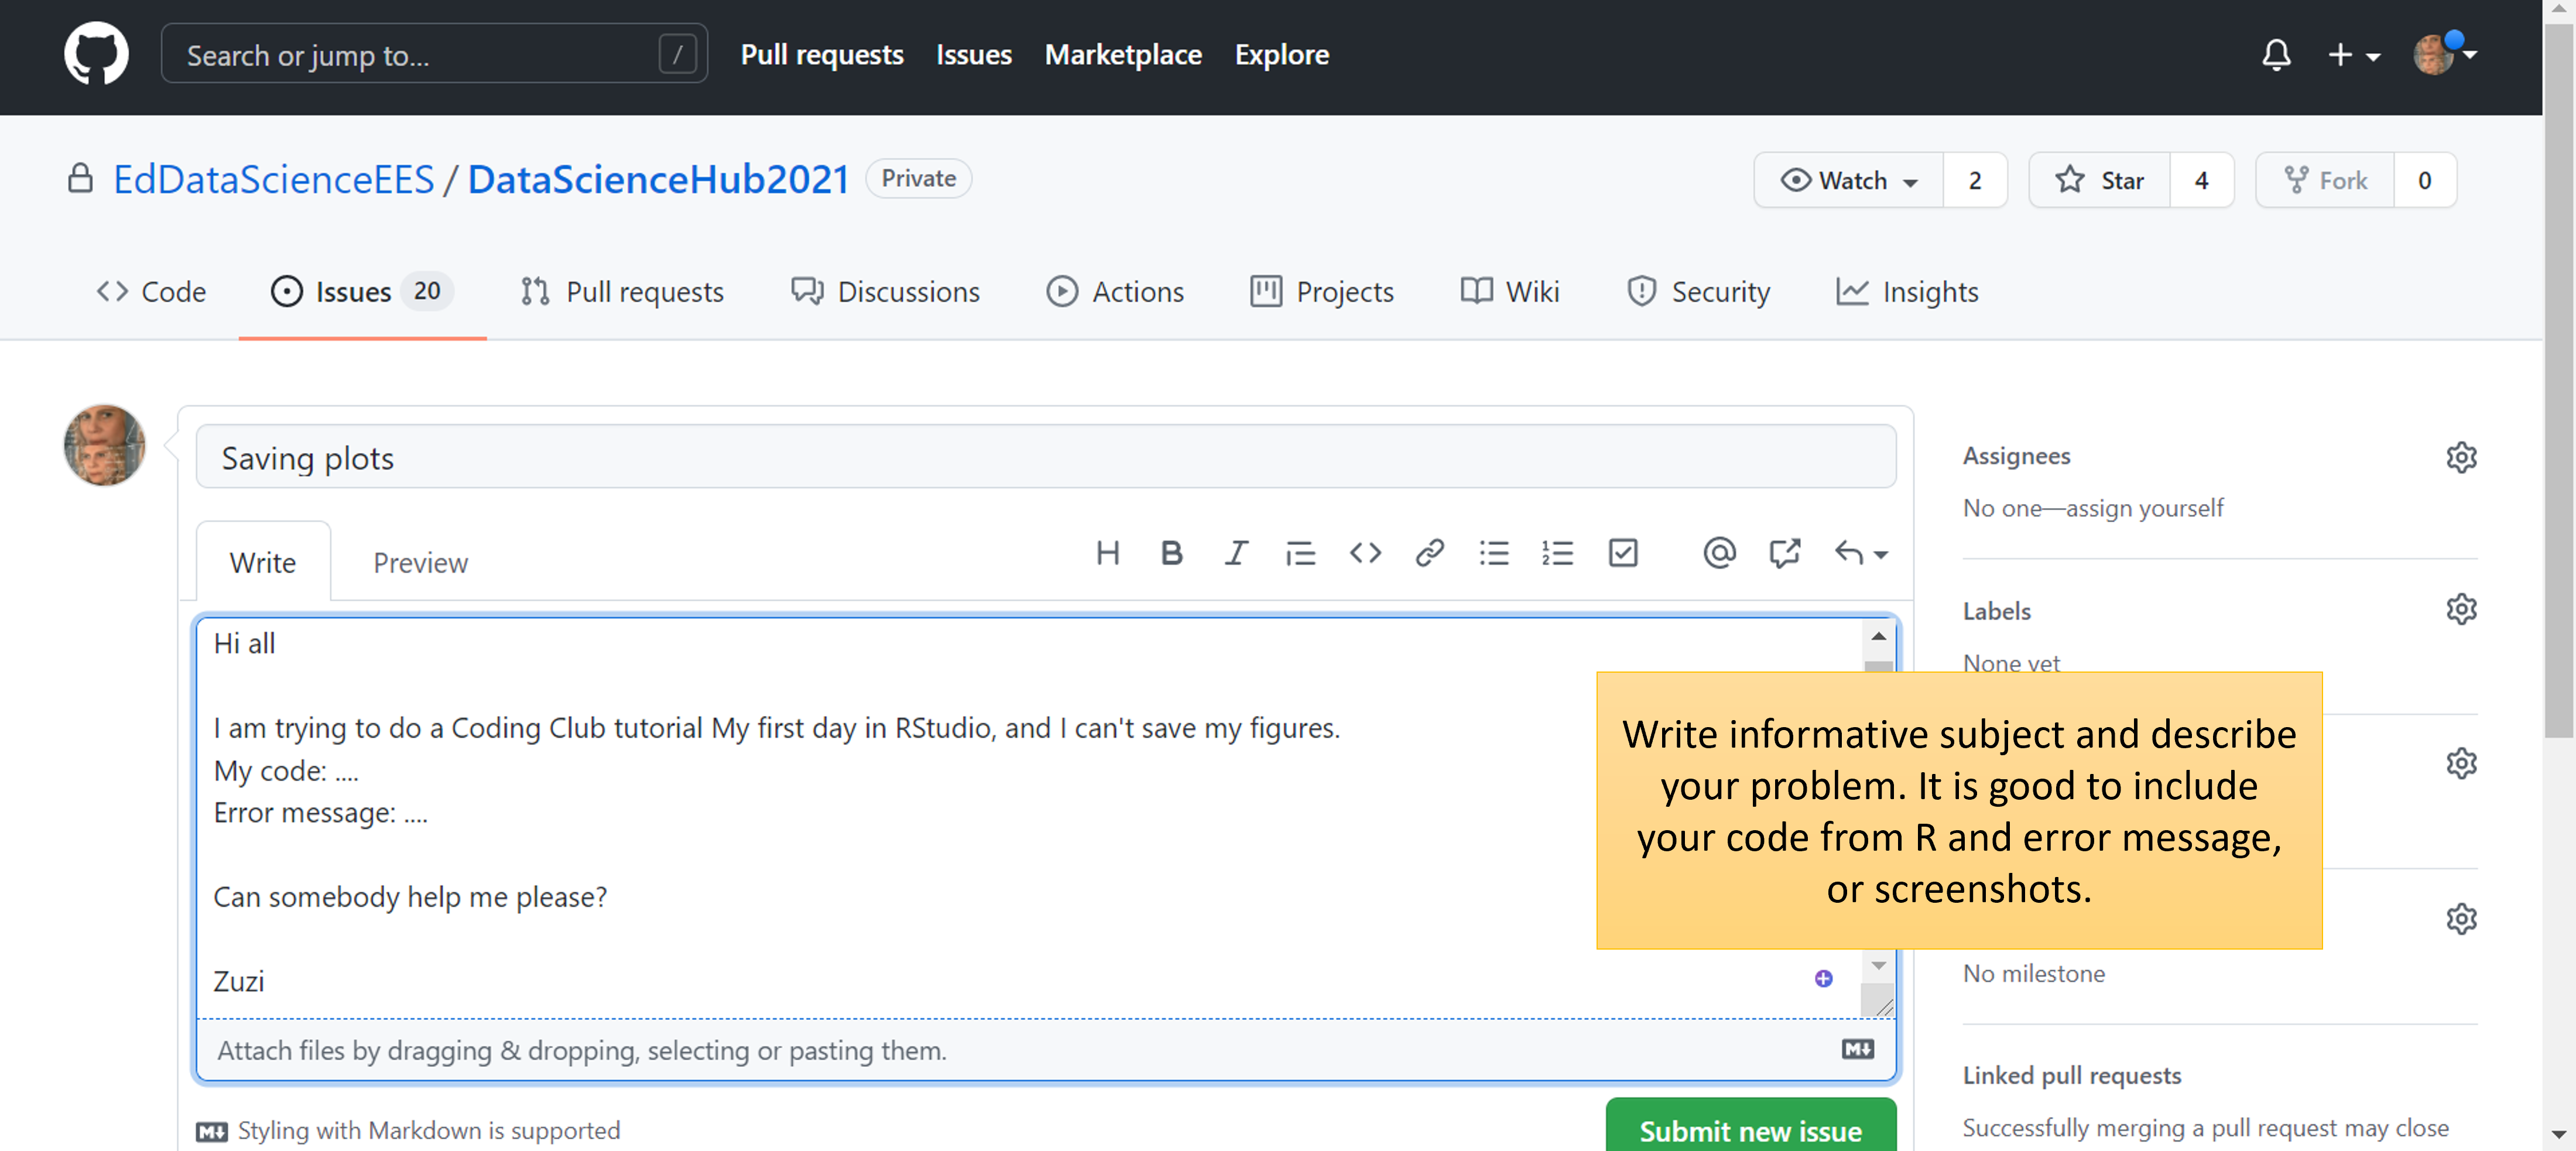 Search or jump to... /
Pull requests Issues Marketplace Explore
EdDataScienceEES / DataScienceHub2021 Private
Watch 2 Star 4 Fork 0
Code Issues 20 Pull requests Discussions Actions Projects Wiki Security Insights
Saving plots
Write Preview
Hi all
I am trying to do a Coding Club tutorial My first day in RStudio, and I can't save my figures.
My code: ....
Error message: ....
Can somebody help me please?
Zuzi
Attach files by dragging & dropping, selecting or pasting them.
Styling with Markdown is supported
Submit new issue
Write informative subject and describe
your problem. It is good to include
your code from R and error message,
or screenshots.
Assignees
No one—assign yourself
Labels
None yet
No milestone
Linked pull requests
Successfully merging a pull request may close